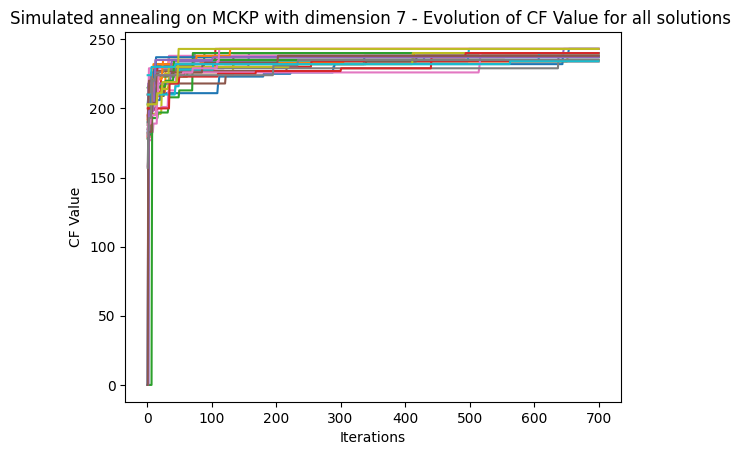 Simulated annealing on MCKP with dimension 7 - Evolution of CF Value for all solutions
250
200
150
100
50
0
CF Value
0 100 200 300 400 500 600 700
Iterations